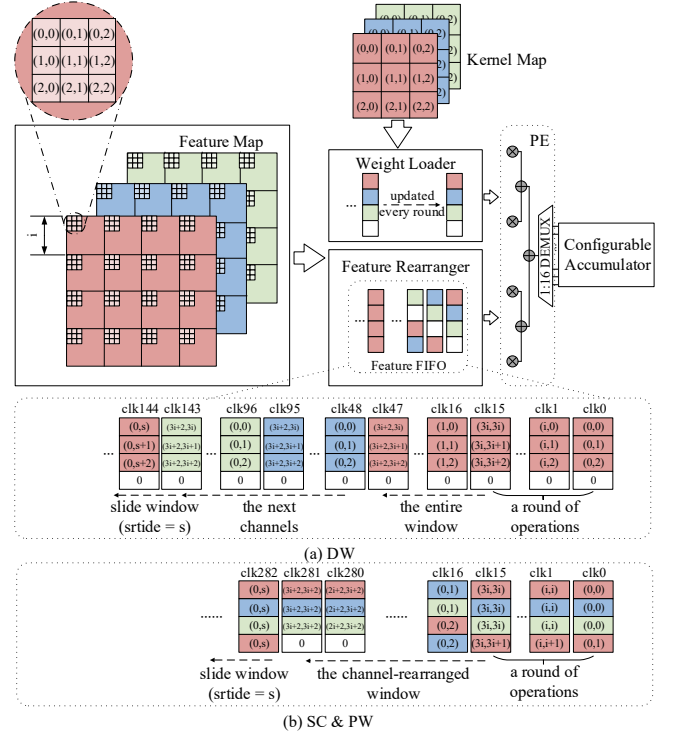 (0,0) (0,1) (0,2)
(1,0) (1,1) (1,2)
(2,0) (2,1) (2,2)
(0,0) (0,1) (0,2)
(0,0) (0,1) (0,2)
(1,0) (1,1) (1,2)
(2,0) (2,1) (2,2)
Kernel Map
Feature Map
i
Weight Loader
...
updated
every round
Feature Rearranger
...
Feature FIFO
PE
1:16 DEMUX
Configurable
Accumulator
clk144 clk143 clk96 clk95 clk48 clk47 clk16 clk15 clk1 clk0
(0,s) (3i+2,3i) (0,0) (3i+2,3i) (0,0) (3i+2,3i) (1,0) (3i,3i) (i,0) (0,0)
... (0,s+1) (3i+2,3i+1) ... (0,1) (3i+2,3i+1) ... (0,1) (3i+2,3i+1) ... (1,1) (3i,3i+1) ... (i,1) (0,1)
(0,s+2) (3i+2,3i+2) (0,2) (3i+2,3i+2) (0,2) (3i+2,3i+2) (1,2) (3i,3i+2) (i,2) (0,2)
0 0 0 0 0 0 0 0 0 0
slide window the next the entire a round of
(srtide = s) channels window operations
(a) DW
clk282 clk281 clk280 clk16 clk15 clk1 clk0
(0,s) (3i+2,3i+2) (2i+2,3i+2) (0,1) (3i,3i) (i,i) (0,0)
(0,s) (3i+2,3i+2) (2i+2,3i+2) (0,1) (3i,3i) (i,i) (0,0)
...... (0,s) (3i+2,3i+2) (2i+2,3i+2) ...... (0,2) (3i,3i) ... (i,i) (0,0)
(0,s) 0 0 (0,2) (3i,3i+1) (i,i+1) (0,1)
slide window the channel-rearranged a round of
(srtide = s) window operations
(b) SC & PW